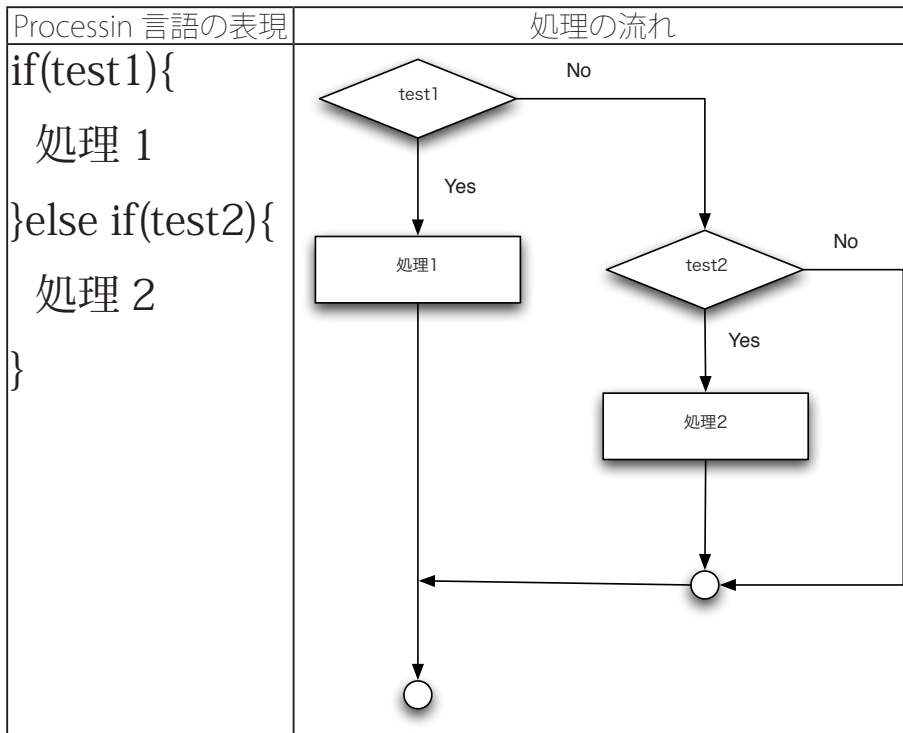 Processin 言語の表現
処理の流れ
if(test1){
処理 1
}else if(test2){
処理 2
}
test1
No
Yes
処理1
test2
No
Yes
処理2